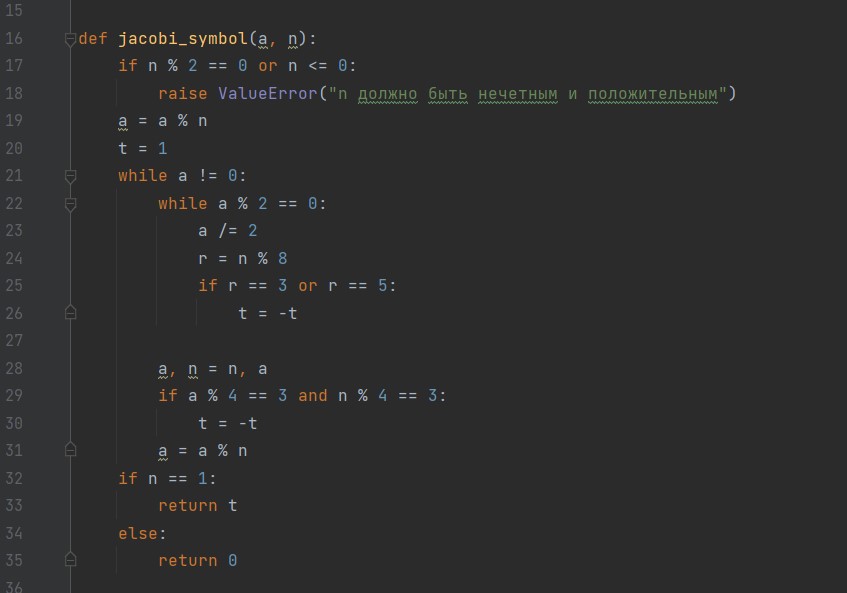 15
16 def jacobi_symbol(a, n):
17     if n % 2 == 0 or n <= 0:
18         raise ValueError("n должно быть нечетным и положительным")
19     a = a % n
20     t = 1
21     while a != 0:
22         while a % 2 == 0:
23             a /= 2
24             r = n % 8
25             if r == 3 or r == 5:
26                 t = -t
27
28         a, n = n, a
29         if a % 4 == 3 and n % 4 == 3:
30             t = -t
31         a = a % n
32     if n == 1:
33         return t
34     else:
35         return 0
36